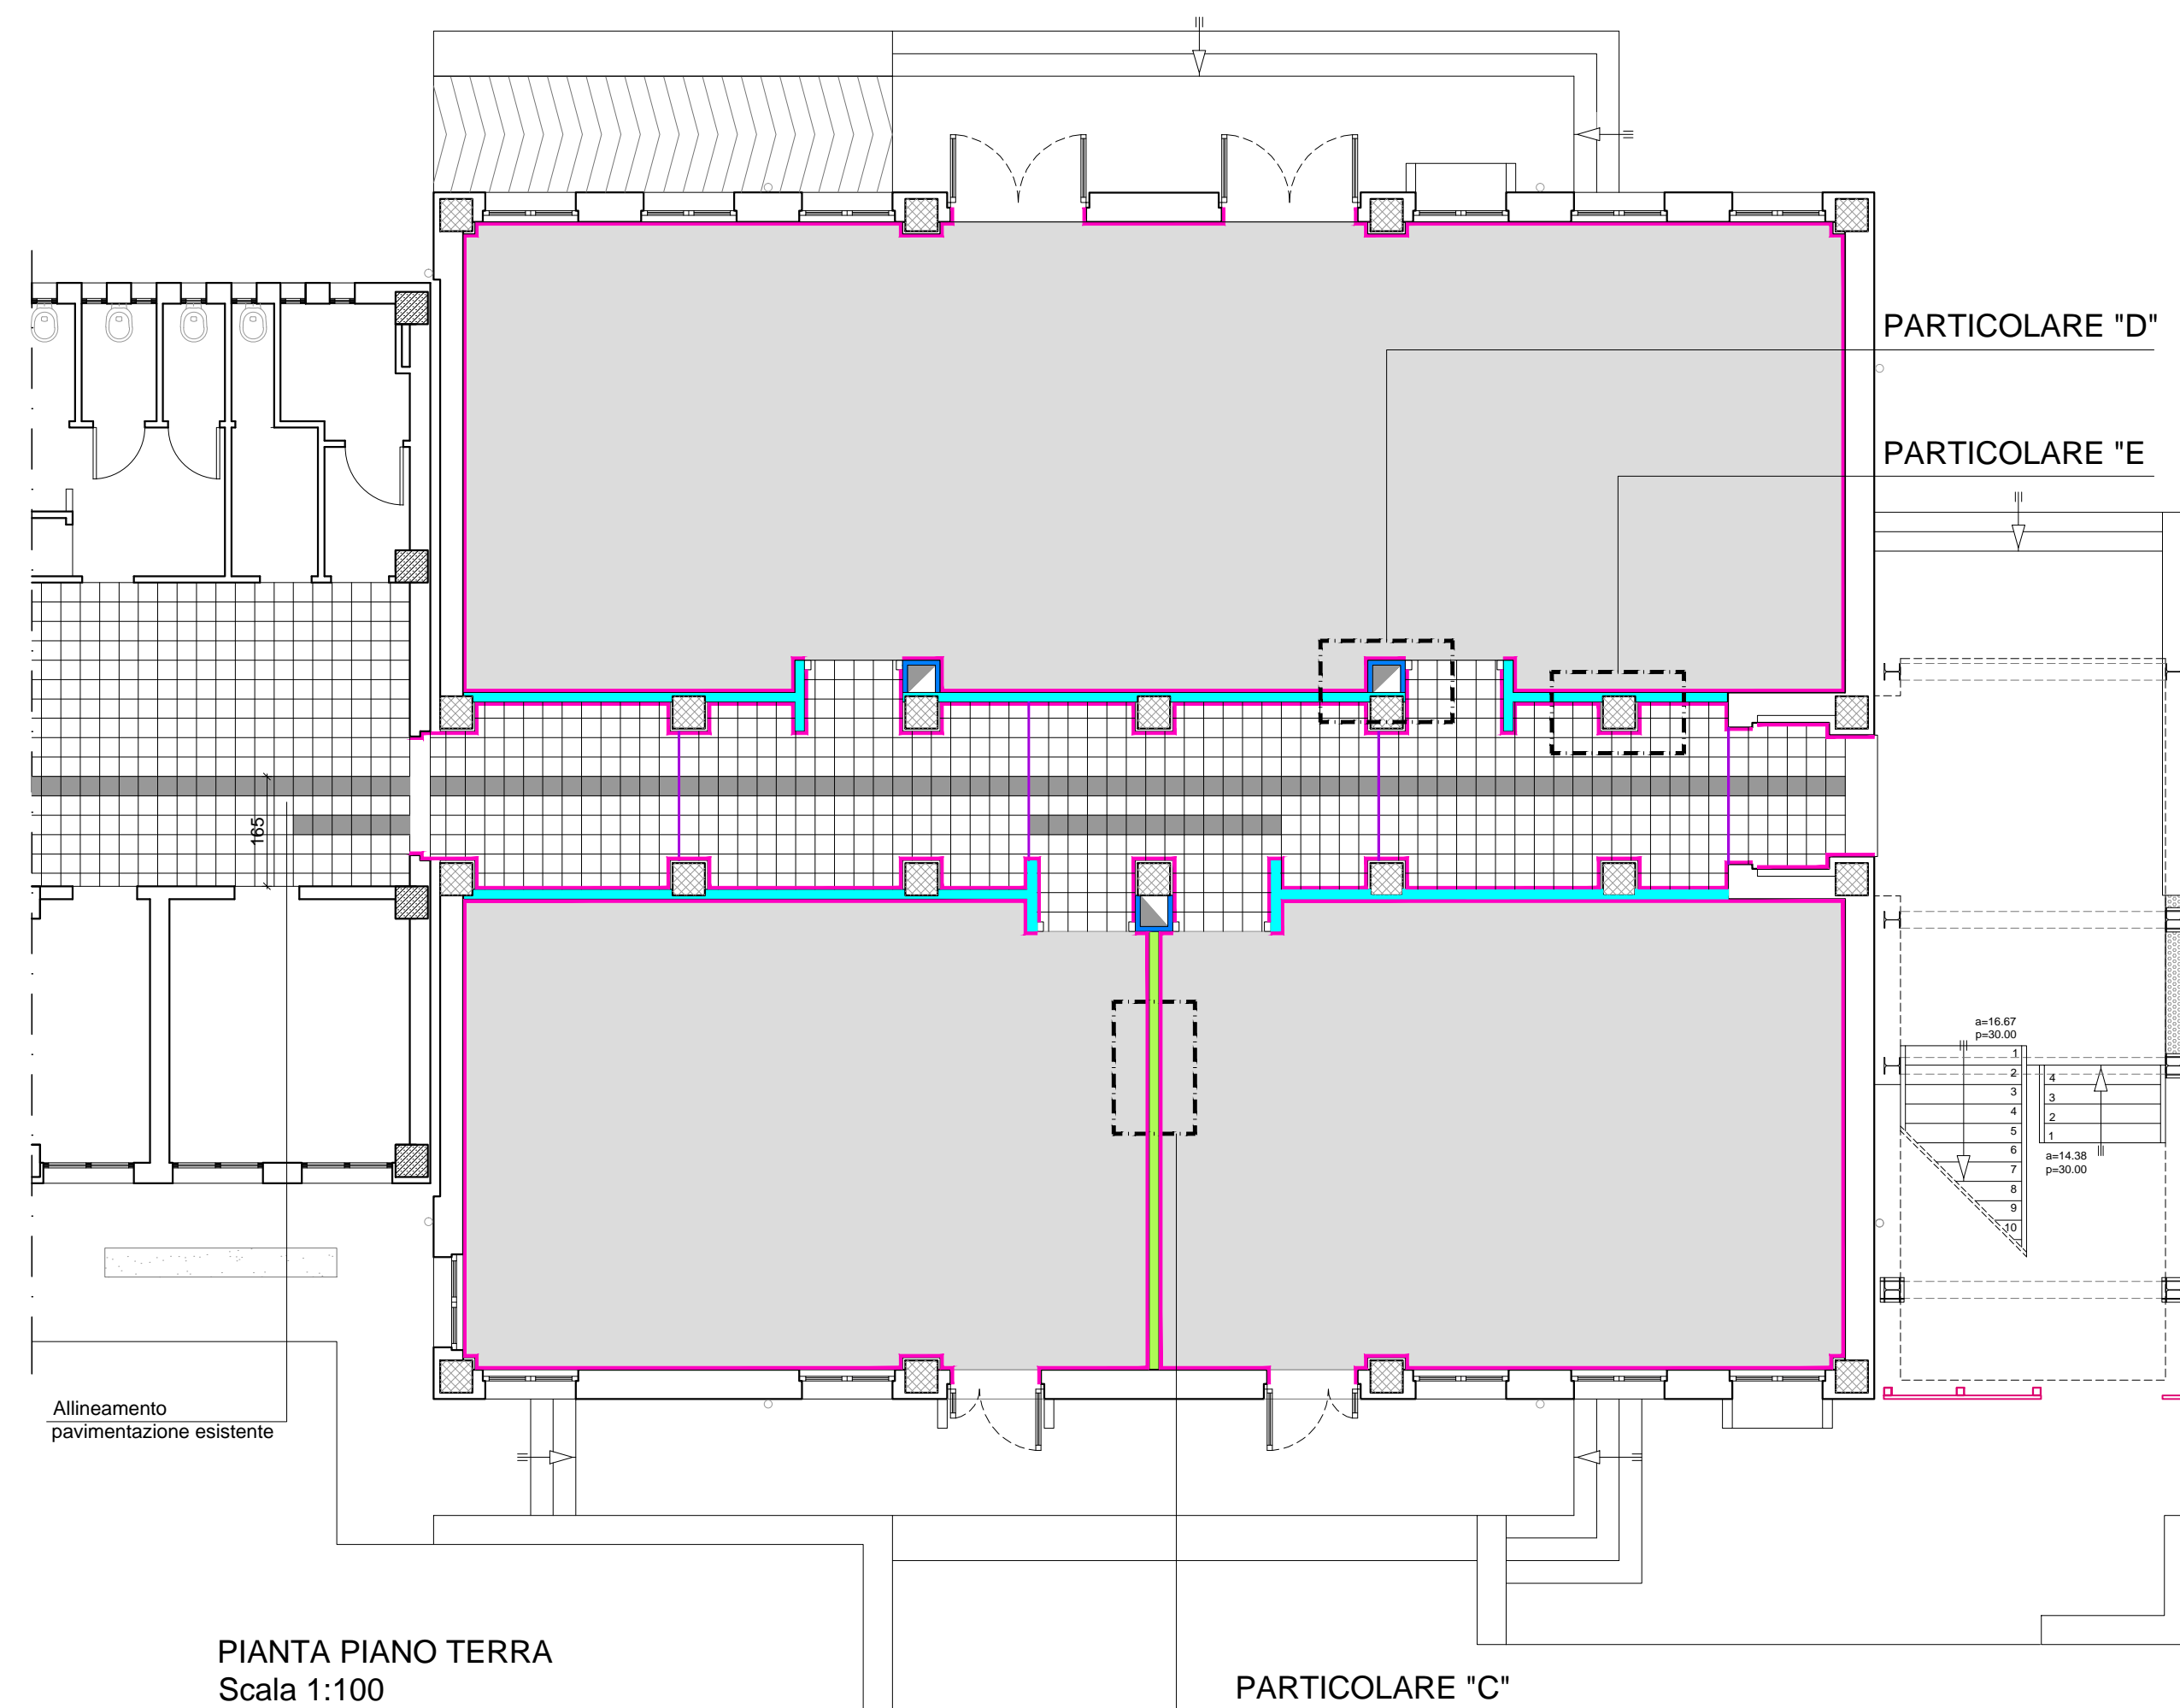 PARTICOLARE "D"
PARTICOLARE "E
165
a=16.67
p=30.00
1
2
3
4
5
6
7
8
9
10
4
3
2
1
a=14.38
p=30.00
Allineamento
pavimentazione esistente
PIANTA PIANO TERRA
Scala 1:100
PARTICOLARE "C"